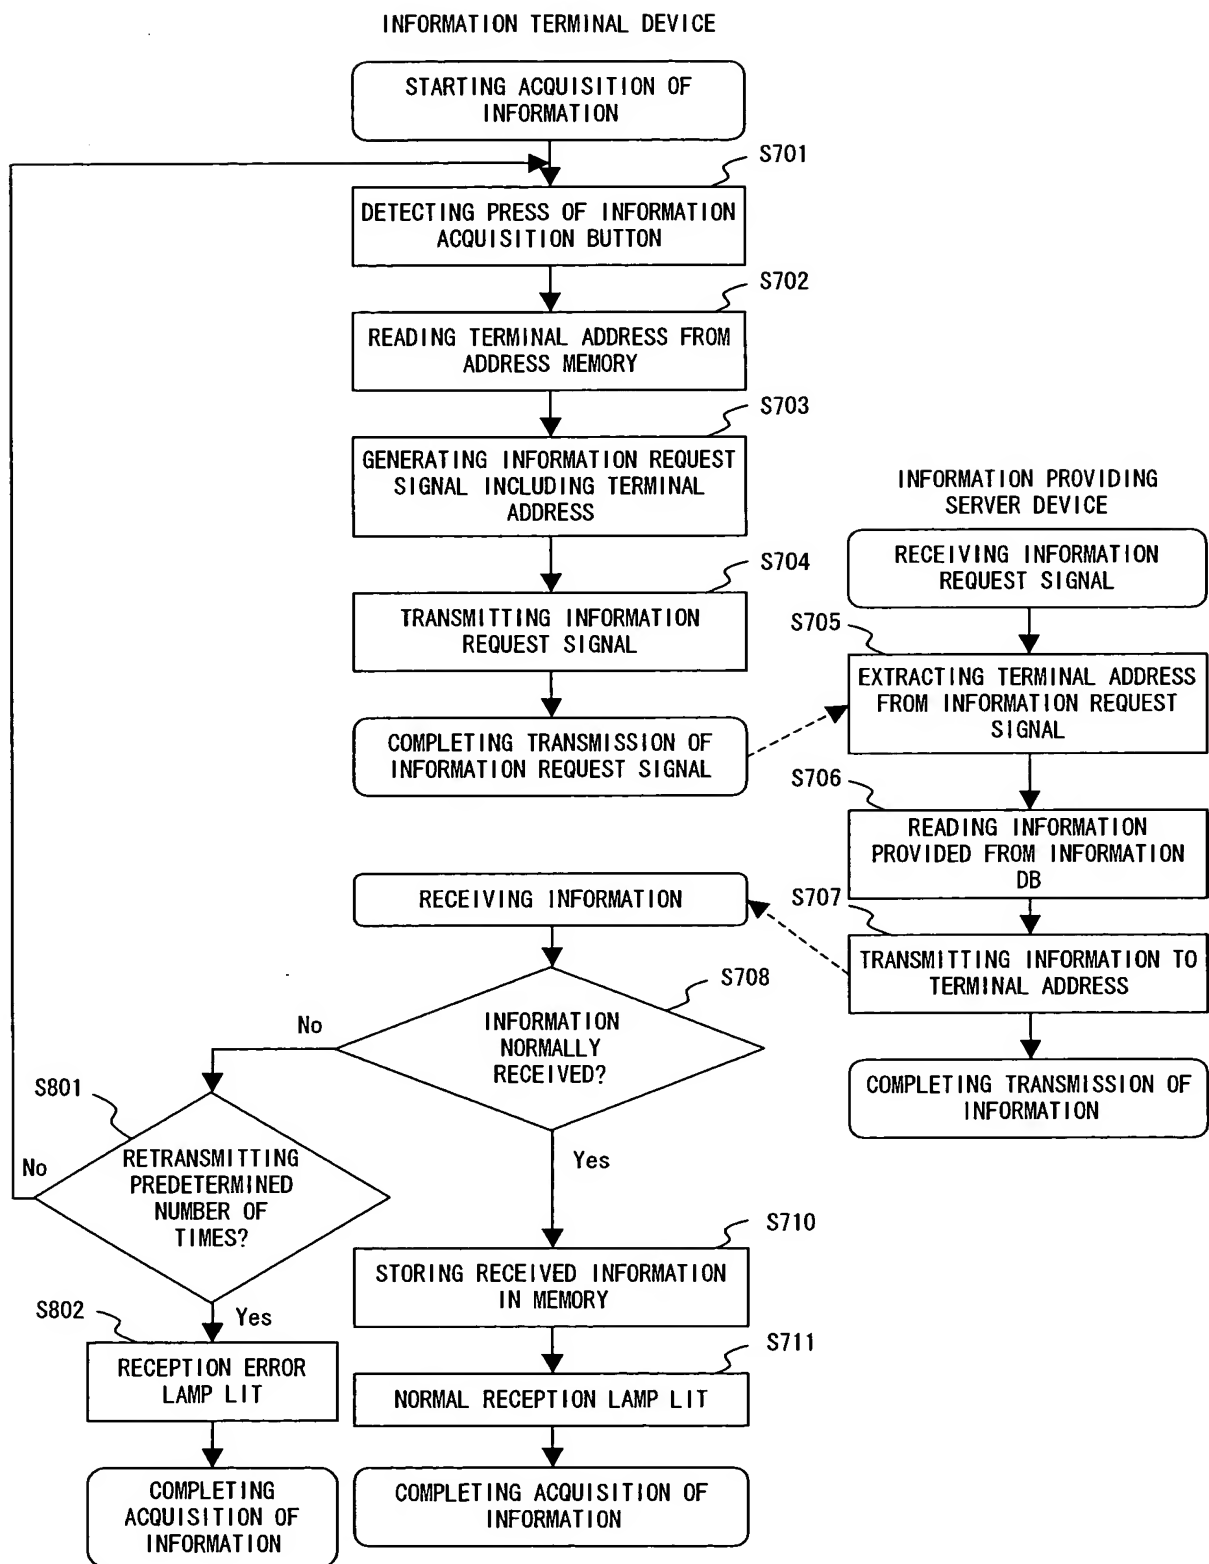 INFORMATION TERMINAL DEVICE
STARTING ACQUISITION OF
INFORMATION
S701
DETECTING PRESS OF INFORMATION
ACQUISITION BUTTON
S702
READING TERMINAL ADDRESS FROM
ADDRESS MEMORY
S703
GENERATING INFORMATION REQUEST
SIGNAL INCLUDING TERMINAL
ADDRESS
S704
TRANSMITTING INFORMATION
REQUEST SIGNAL
COMPLETING TRANSMISSION OF
INFORMATION REQUEST SIGNAL
INFORMATION PROVIDING
SERVER DEVICE
RECEIVING INFORMATION
REQUEST SIGNAL
S705
EXTRACTING TERMINAL ADDRESS
FROM INFORMATION REQUEST
SIGNAL
S706
READING INFORMATION
PROVIDED FROM INFORMATION
DB
S707
TRANSMITTING INFORMATION TO
TERMINAL ADDRESS
COMPLETING TRANSMISSION OF
INFORMATION
RECEIVING INFORMATION
S708
INFORMATION
NORMALLY
RECEIVED?
No
Yes
S801
RETRANSMITTING
PREDETERMINED
NUMBER OF
TIMES?
No
Yes
S802
RECEPTION ERROR
LAMP LIT
COMPLETING
ACQUISITION OF
INFORMATION
S710
STORING RECEIVED INFORMATION
IN MEMORY
S711
NORMAL RECEPTION LAMP LIT
COMPLETING ACQUISITION OF
INFORMATION